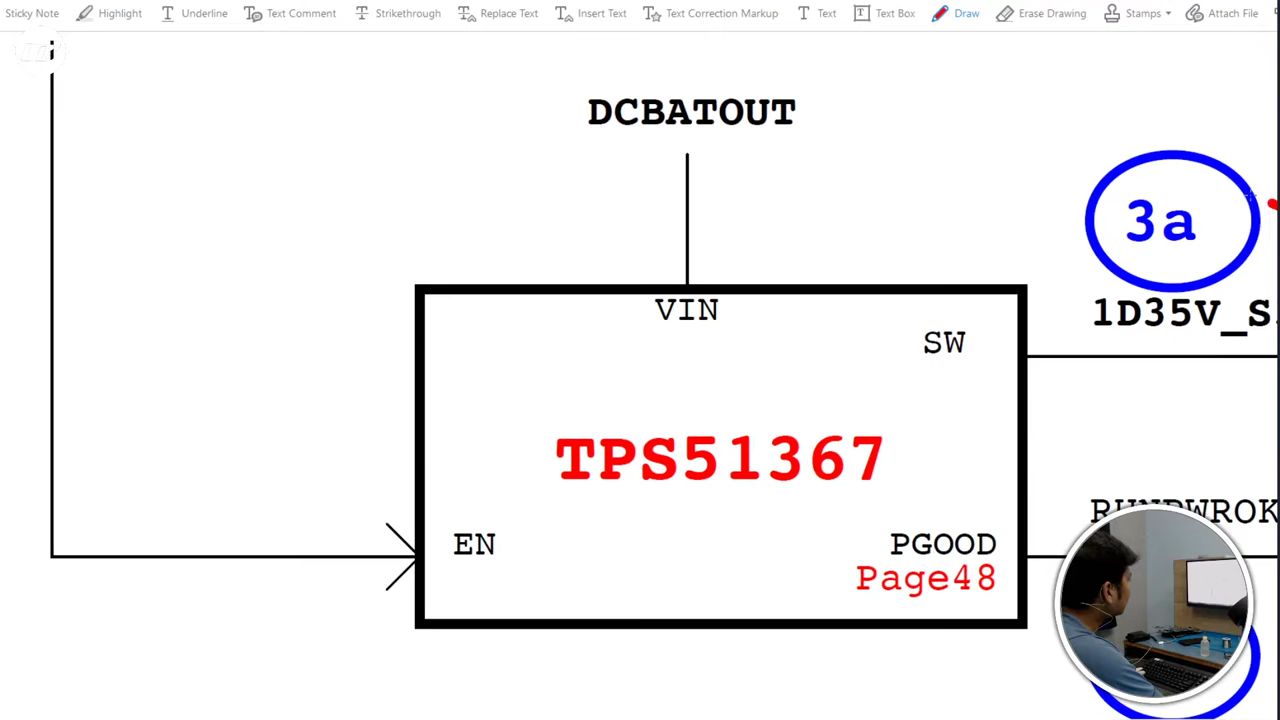 Sticky Note Highlight Underline Text Comment Strikethrough Replace Text Insert Text Text Correction Markup Text Text Box Draw Erase Drawing Stamps Attach File
DCBATOUT
3a
VIN
1D35V_S
SW
TPS51367
EN
PGOOD
Page48